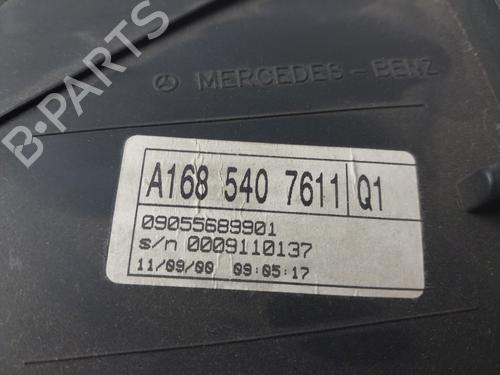 MERCEDES-BENZ
A168 540 7611 Q1
09055689901
s/n 0009110137
11/09/00 09:05:17
B-PARTS